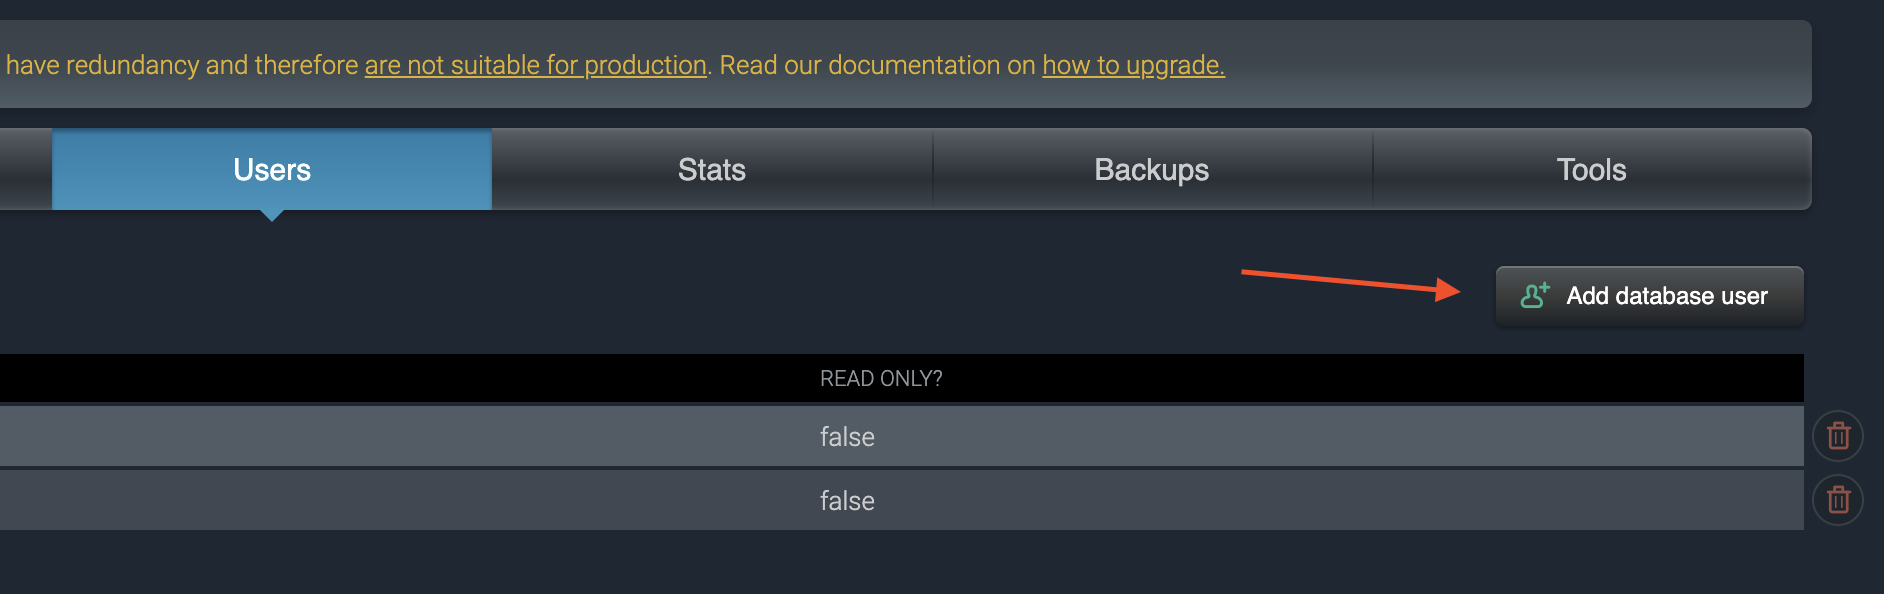 have redundancy and therefore are not suitable for production. Read our documentation on how to upgrade.
Users Stats Backups Tools
Add database user
READ ONLY?
false
false